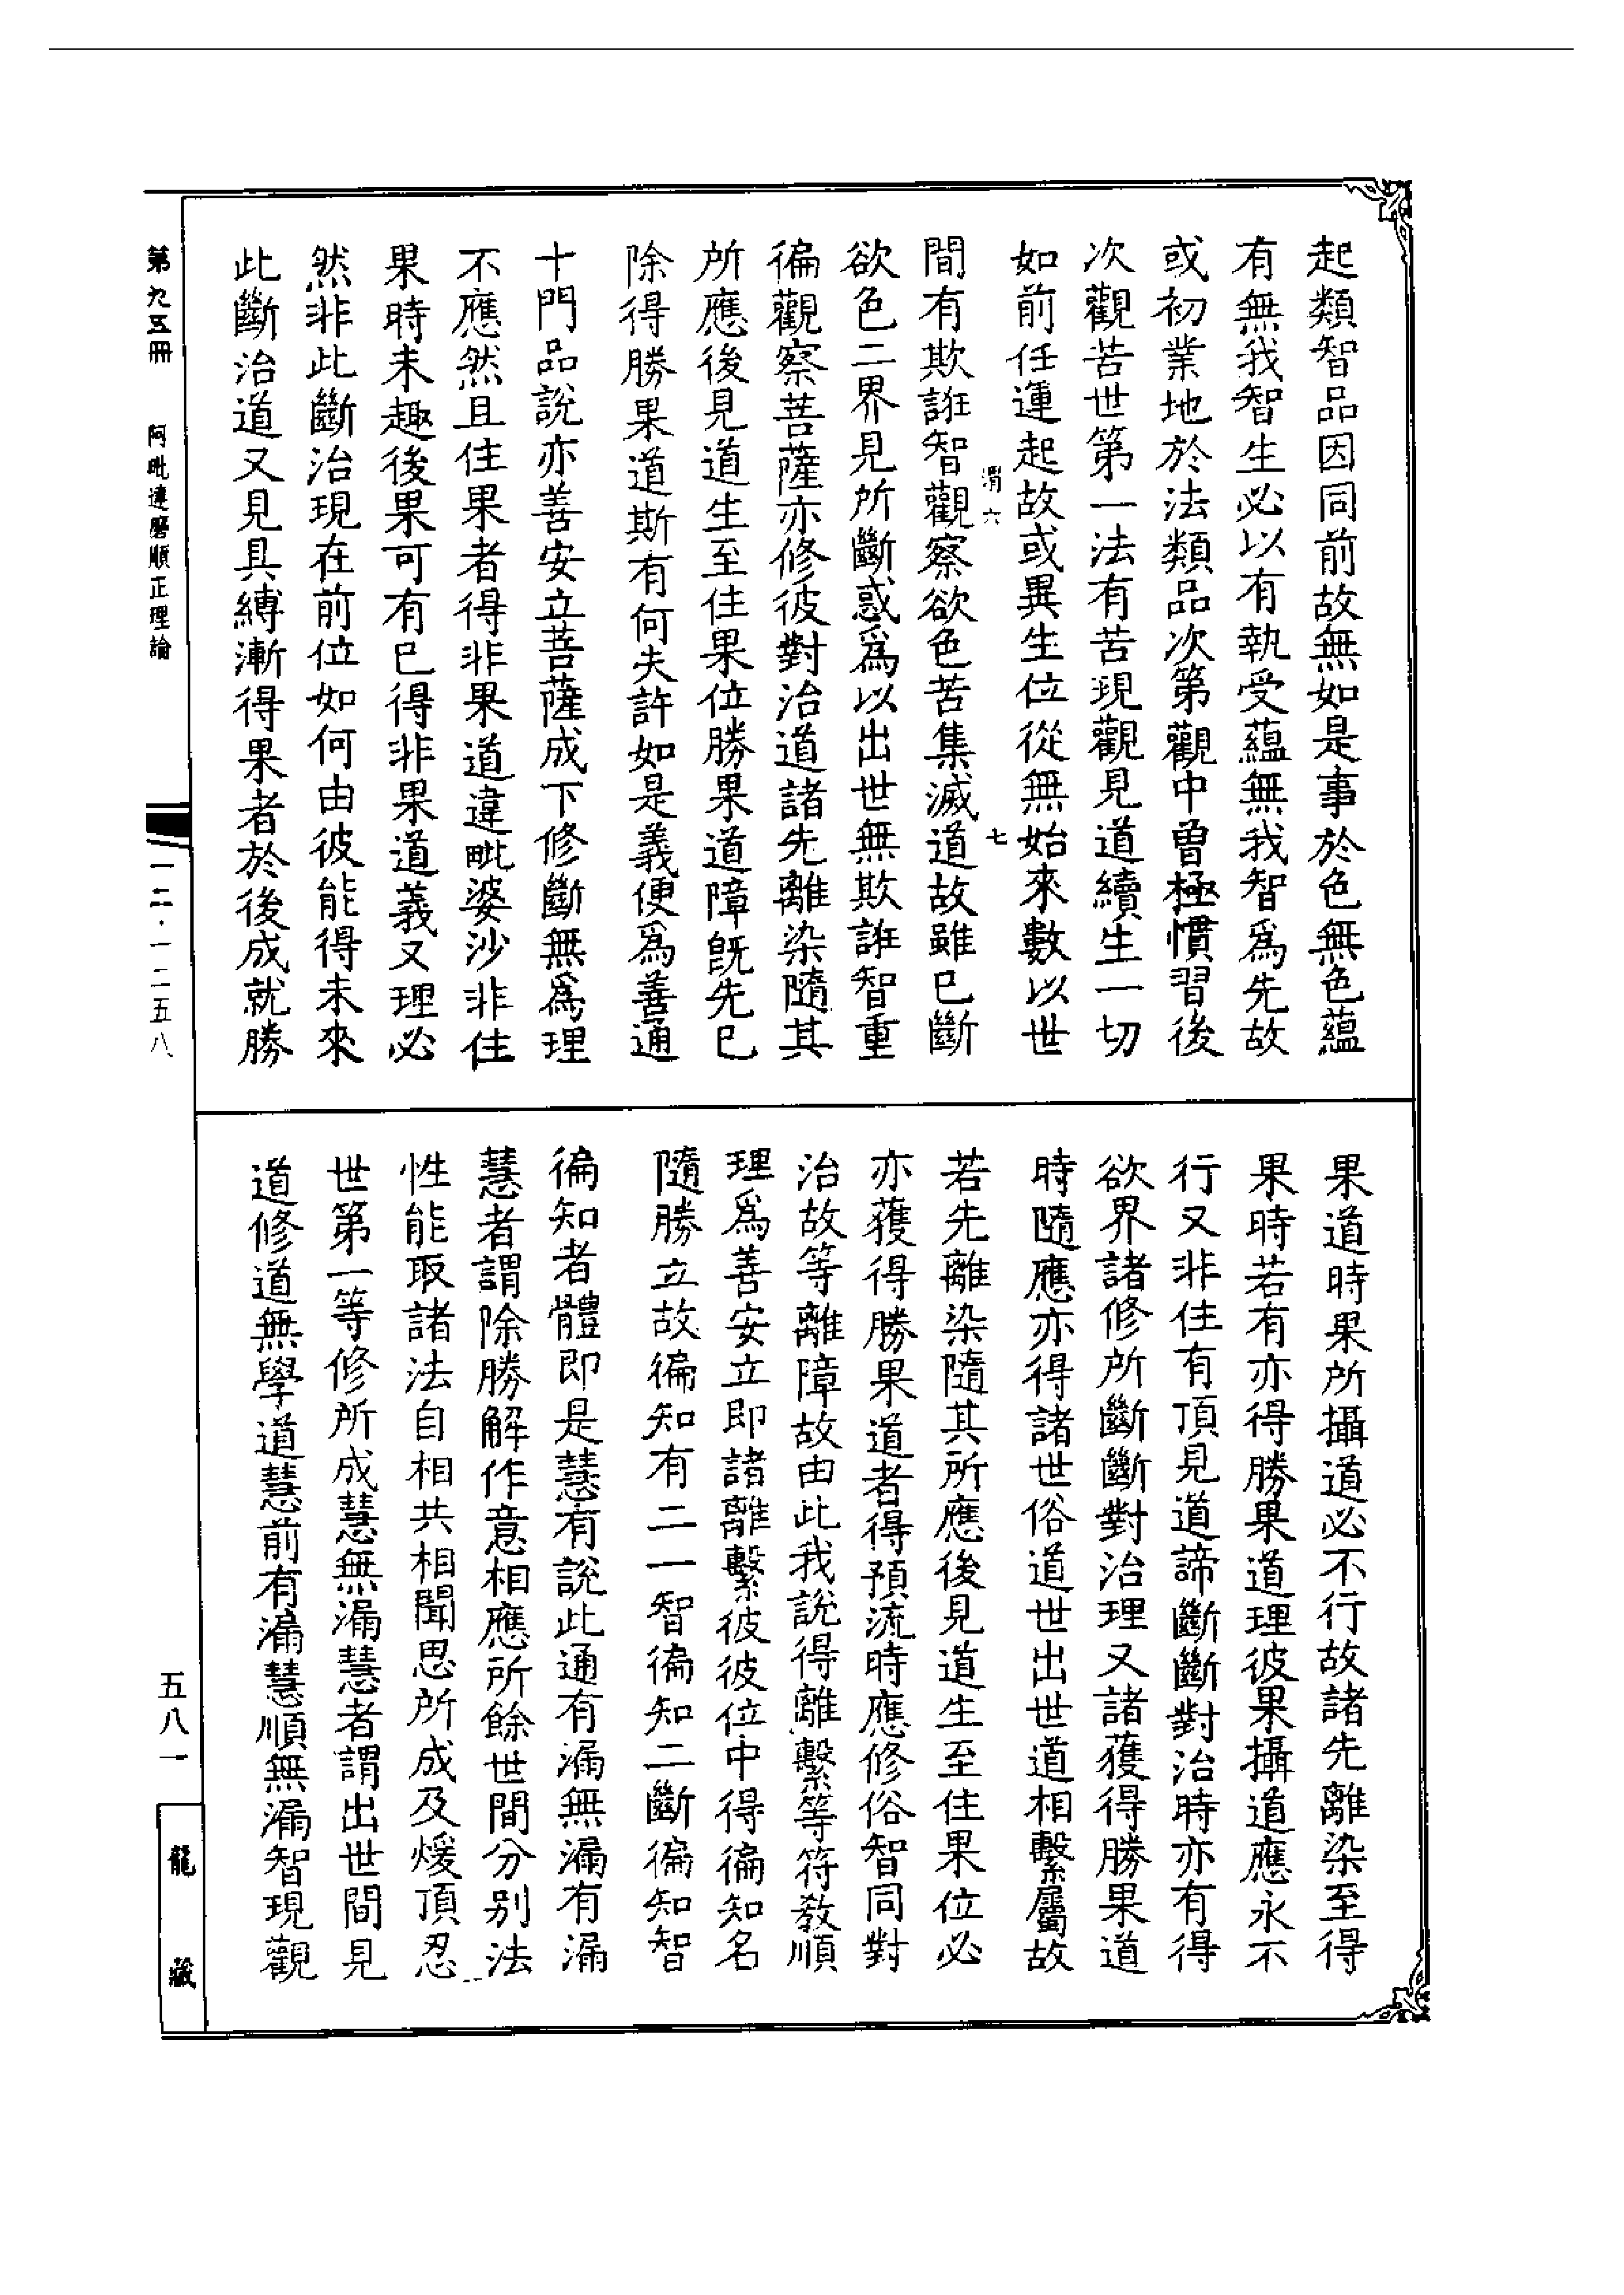 起類智品因同前故無如是事於色無色蘊
有無我智生必以有執受蘊無我智爲先故
或初業地於法類品次第觀中曾極慣習後
次觀苦世第一法有苦現觀見道續生一切
如前任運起故或異生位從無始來數以世
渭六
七
間有欺誑智觀察欲色苦集滅道故雖已斷
欲色二界見所斷惑爲以出世無欺誑智重
徧觀察菩薩亦修彼對治道諸先離染隨其
所應後見道生至住果位勝果道障旣先已
除得勝果道斯有何失許如是義便爲善通
十門品說亦善安立菩薩成下修斷無爲理
不應然且住果者得非果道違毗婆沙非住
果時未趣後果可有已得非果道義又理必
然非此斷治現在前位如何由彼能得未來
此斷治道又見具縛漸得果者於後成就勝
果道時果所攝道必不行故諸先離染至得
果時若有亦得勝果道理彼果攝道應永不
行又非住有頂見道諦斷斷對治時亦有得
欲界諸修所斷斷對治理又諸獲得勝果道
時隨應亦得諸世俗道世出世道相繫屬故
若先離染隨其所應後見道生至住果位必
亦獲得勝果道者得預流時應修俗智同對
治故等離障故由此我說得離繫等符教順
理爲善安立即諸離繫彼彼位中得徧知名
隨勝立故徧知有二一智徧知二斷徧知智
徧知者體即是慧有說此通有漏無漏有漏
慧者謂除勝解作意相應所餘世間分別法
性能取諸法自相共相聞思所成及煖頂忍
世第一等修所成慧無漏慧者謂出世間見
道修道無學道慧前有漏慧順無漏智現觀
第九五冊　阿毗達磨順正理論
一二·一二五八
五八一
龍藏